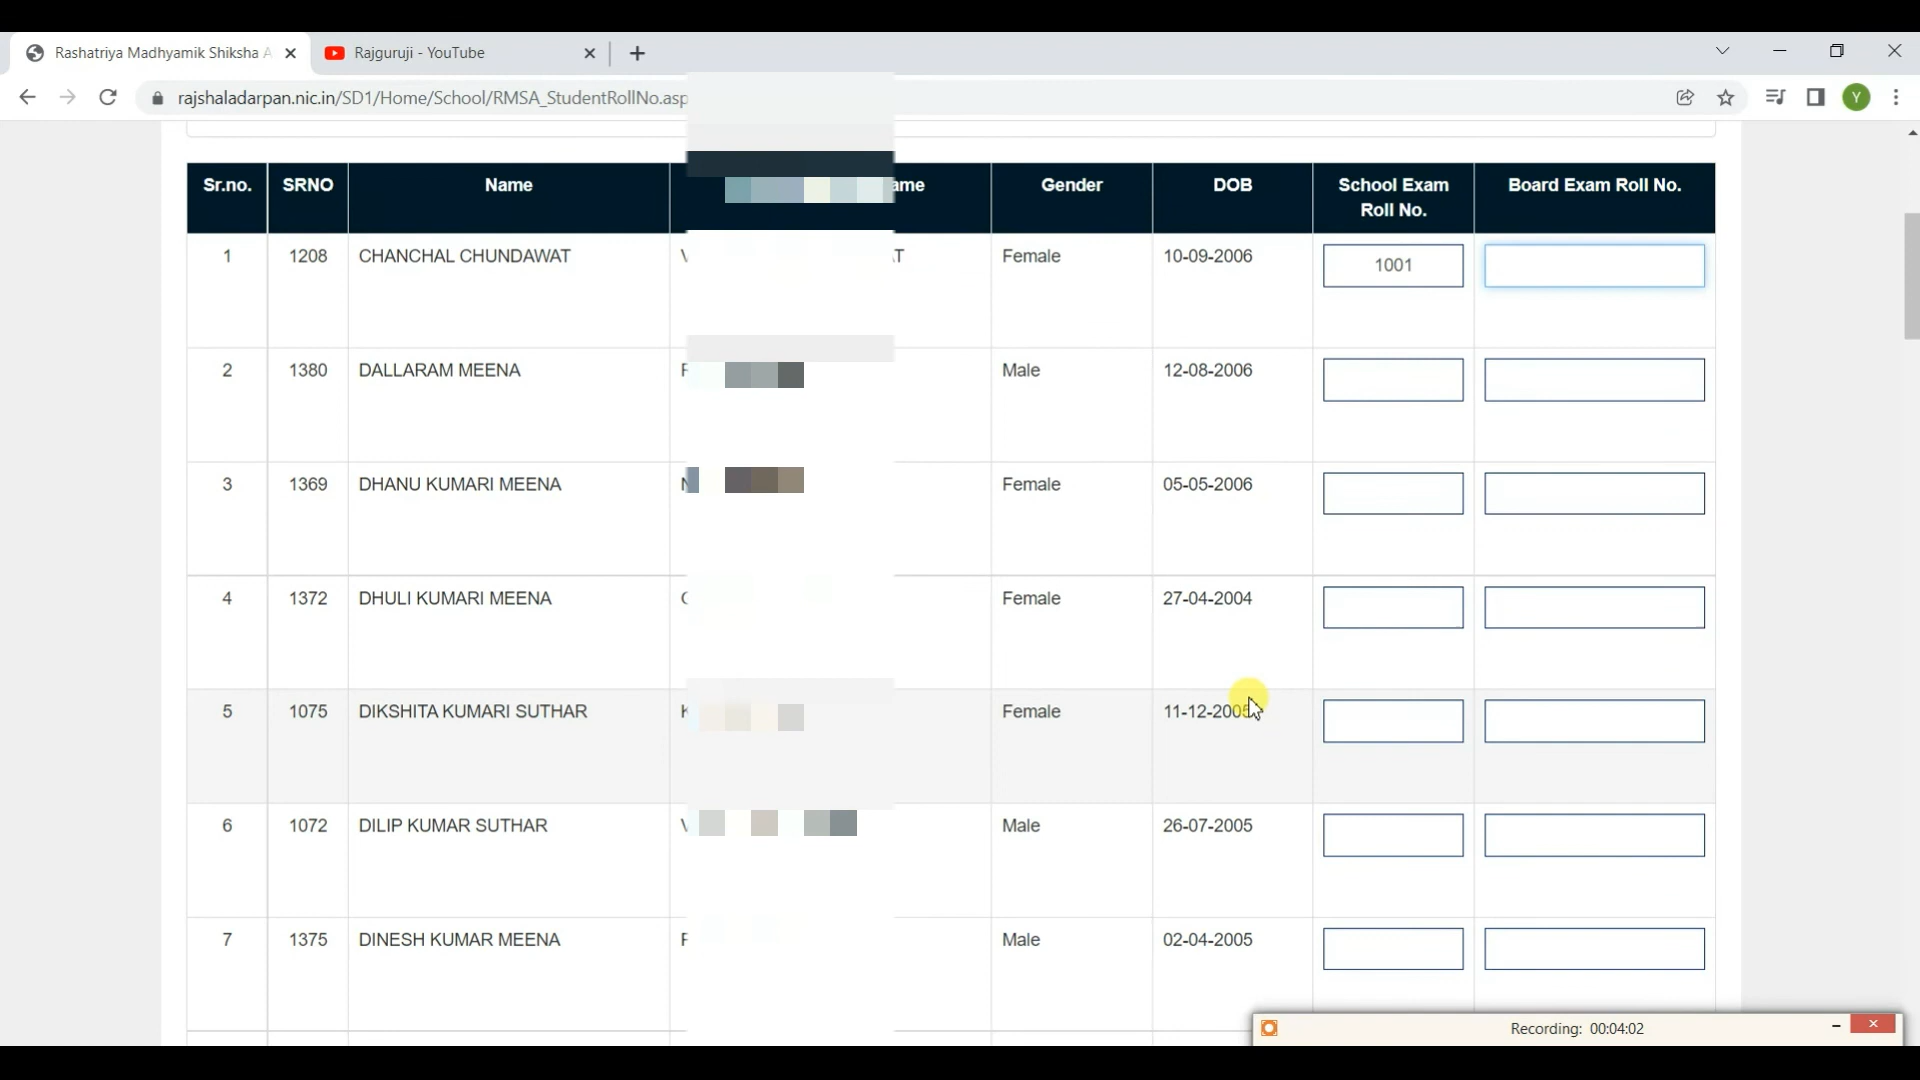 Rashatriya Madhyamik Shiksha A
Rajguruji - YouTube
rajshaladarpan.nic.in/SD1/Home/School/RMSA_StudentRollNo.asp
Y
Sr.no. SRNO Name Gender DOB School Exam Roll No. Board Exam Roll No.
1 1208 CHANCHAL CHUNDAWAT Female 10-09-2006 1001
2 1380 DALLARAM MEENA Male 12-08-2006
3 1369 DHANU KUMARI MEENA Female 05-05-2006
4 1372 DHULI KUMARI MEENA Female 27-04-2004
5 1075 DIKSHITA KUMARI SUTHAR Female 11-12-2005
6 1072 DILIP KUMAR SUTHAR Male 26-07-2005
7 1375 DINESH KUMAR MEENA Male 02-04-2005
Recording: 00:04:02